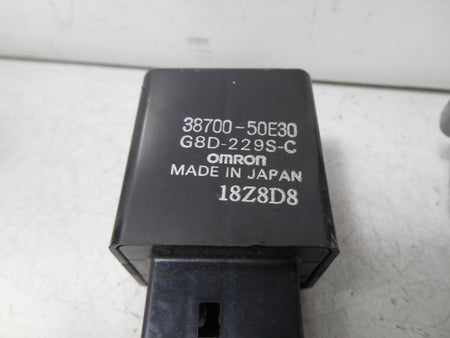 38700-50E30
G8D-229S-C
OMRON
MADE IN JAPAN
18Z8D8